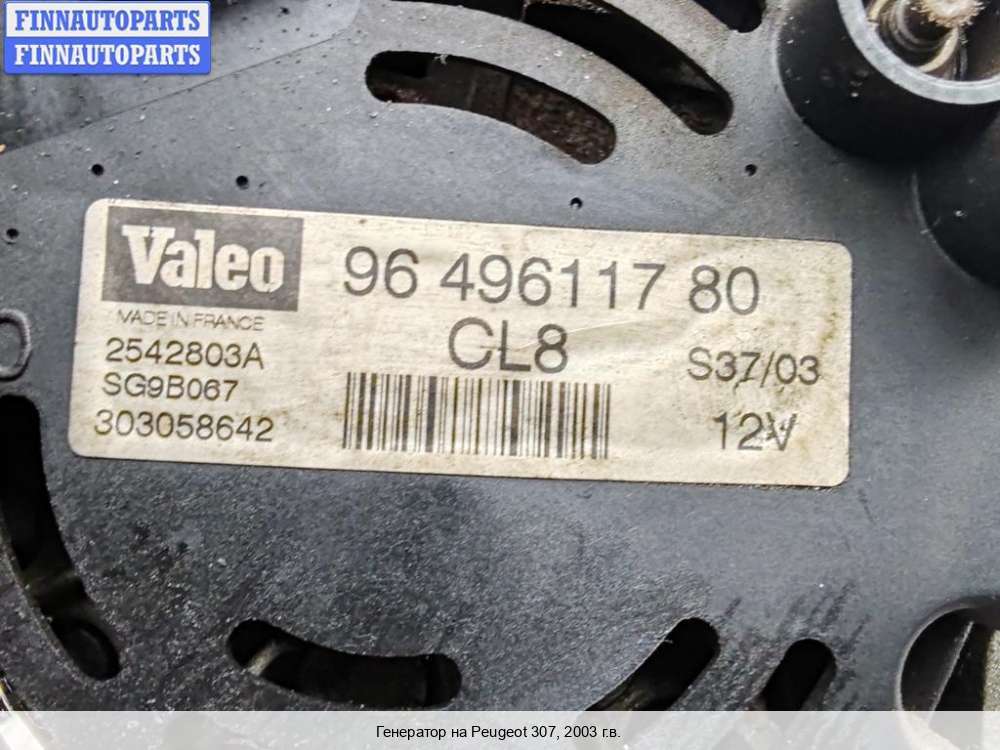 FINNAUTOPARTS
FINNAUTOPARTS
Valeo
96 496117 80
MADE IN FRANCE
CL8
2542803A
S37/03
SG9B067
303058642
12V
Генератор на Peugeot 307, 2003 г.в.